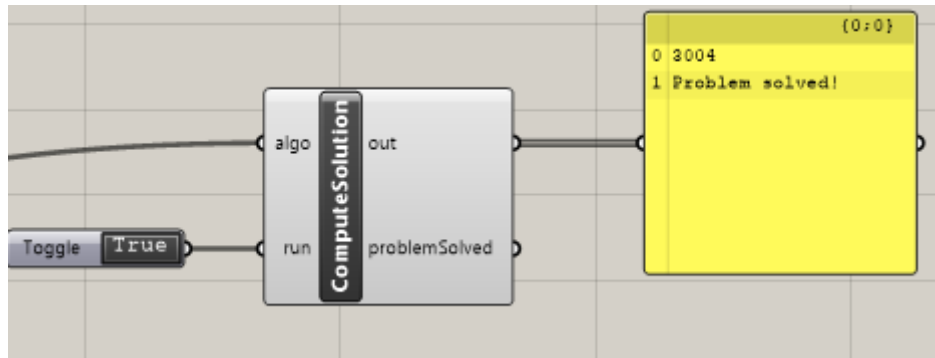 {0;0}
0 3004
1 Problem solved!
algo
ComputeSolution
out
Toggle True
run
problemSolved